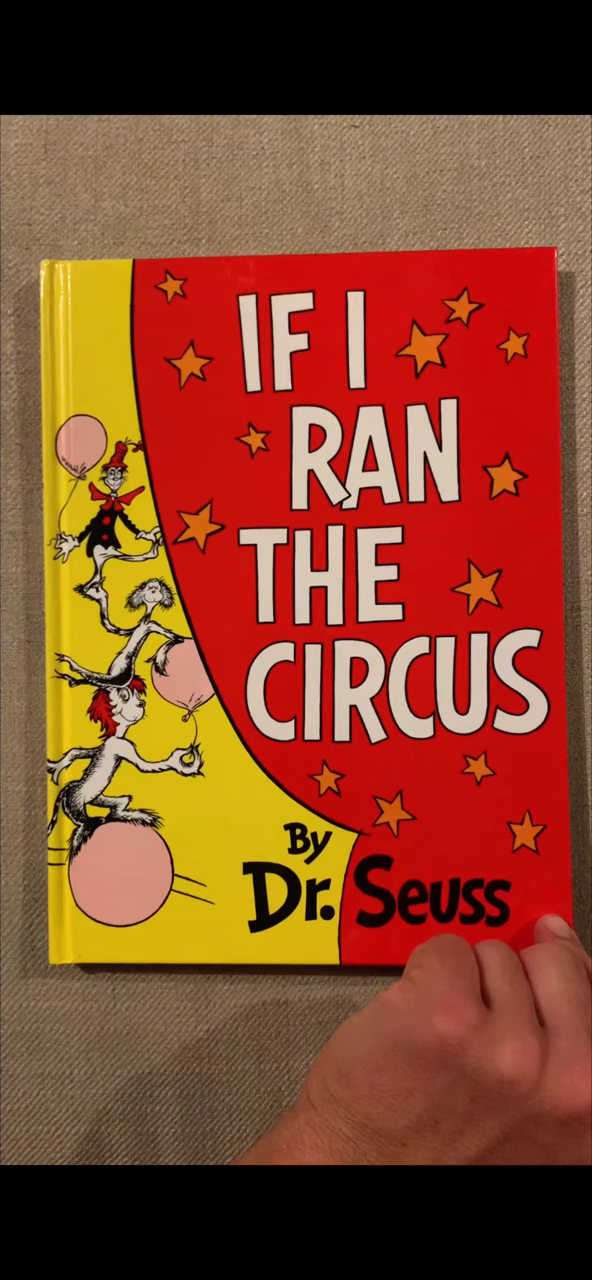 IF I
RAN
THE
CIRCUS
By
Dr. Seuss